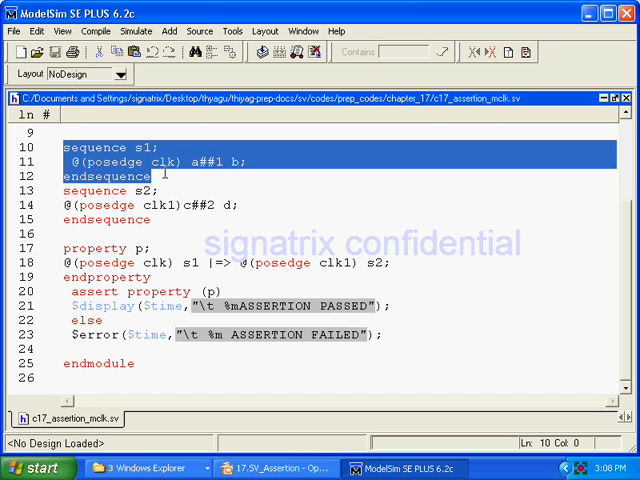 ModelSim SE PLUS 6.2c
File Edit View Compile Simulate Add Source Tools Layout Window Help
Contains
Layout NoDesign
C:/Documents and Settings/signatrix/Desktop/thyagu/thiyag-prep-docs/sv/codes/prep_codes/chapter_17/c17_assertion_mclk.sv
ln #
9
10 sequence s1;
11 @(posedge clk) a##1 b;
12 endsequence
13 sequence s2;
14 @(posedge clk1)c##2 d;
15 endsequence
16
17 property p;
signatrix confidential
18 @(posedge clk) s1 |=> @(posedge clk1) s2;
19 endproperty
20 assert property (p)
21 $display($time,"\t %mASSERTION PASSED");
22 else
23 $error($time,"\t %m ASSERTION FAILED");
24
25 endmodule
26
c17_assertion_mclk.sv
<No Design Loaded> Ln: 10 Col: 0
start 3 Windows Explorer 17.SV_Assertion - Ope... ModelSim SE PLUS 6.2c 3:08 PM